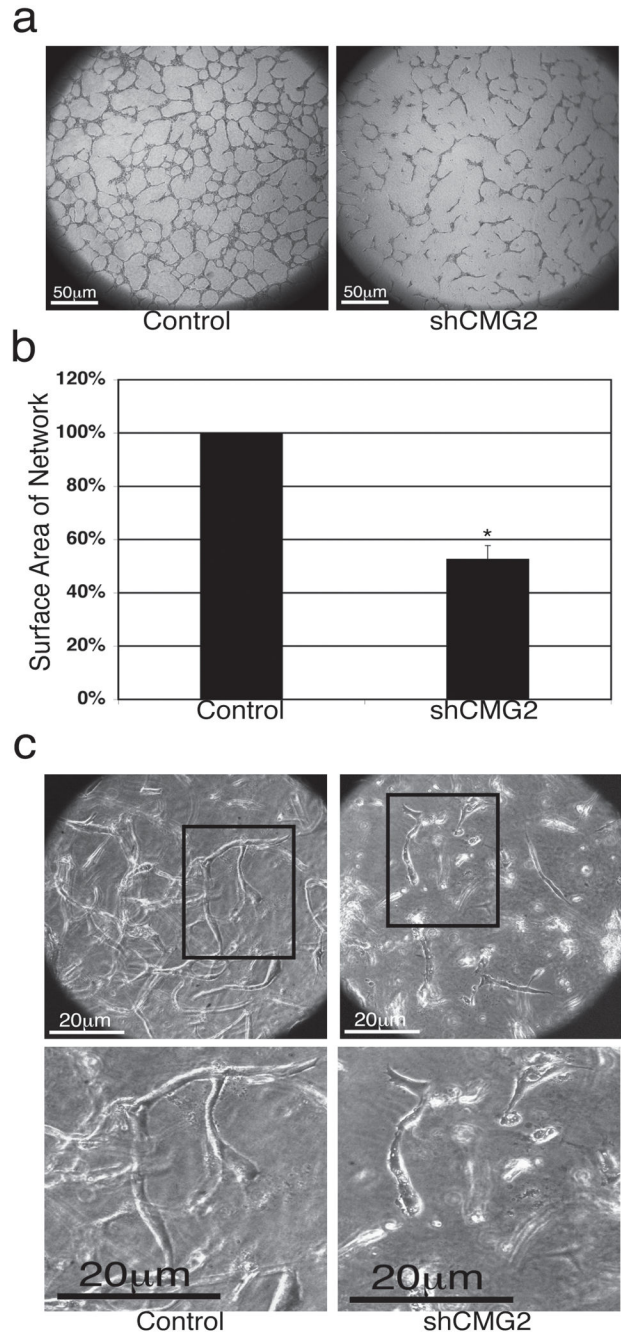 a
50μm
50μm
Control
shCMG2
b
120%
100%
80%
60%
40%
20%
0%
Surface Area of Network
*
Control
shCMG2
c
20μm
20μm
20μm
20μm
Control
shCMG2